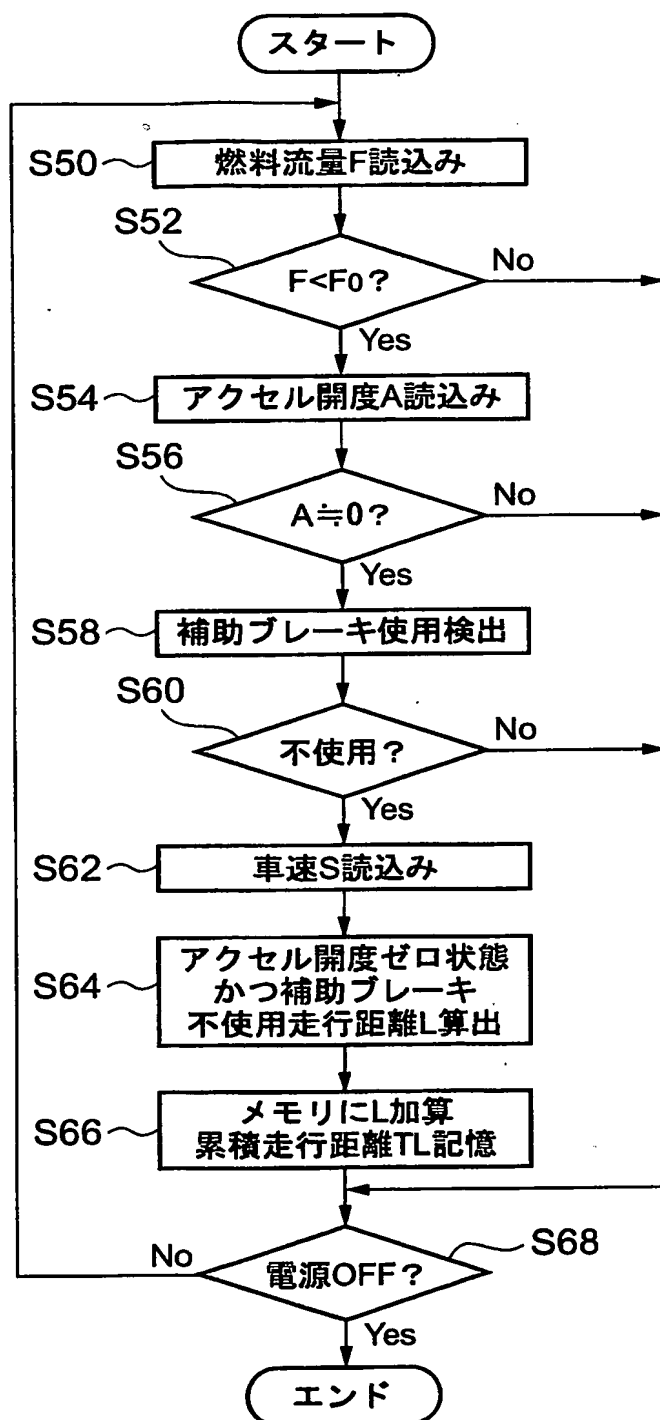 スタート
S50
燃料流量F読込み
S52
F<F0?
No
Yes
S54
アクセル開度A読込み
S56
A≒0?
No
Yes
S58
補助ブレーキ使用検出
S60
不使用?
No
Yes
S62
車速S読込み
S64
アクセル開度ゼロ状態
かつ補助ブレーキ
不使用走行距離L算出
S66
メモリにL加算
累積走行距離TL記憶
S68
電源OFF?
No
Yes
エンド